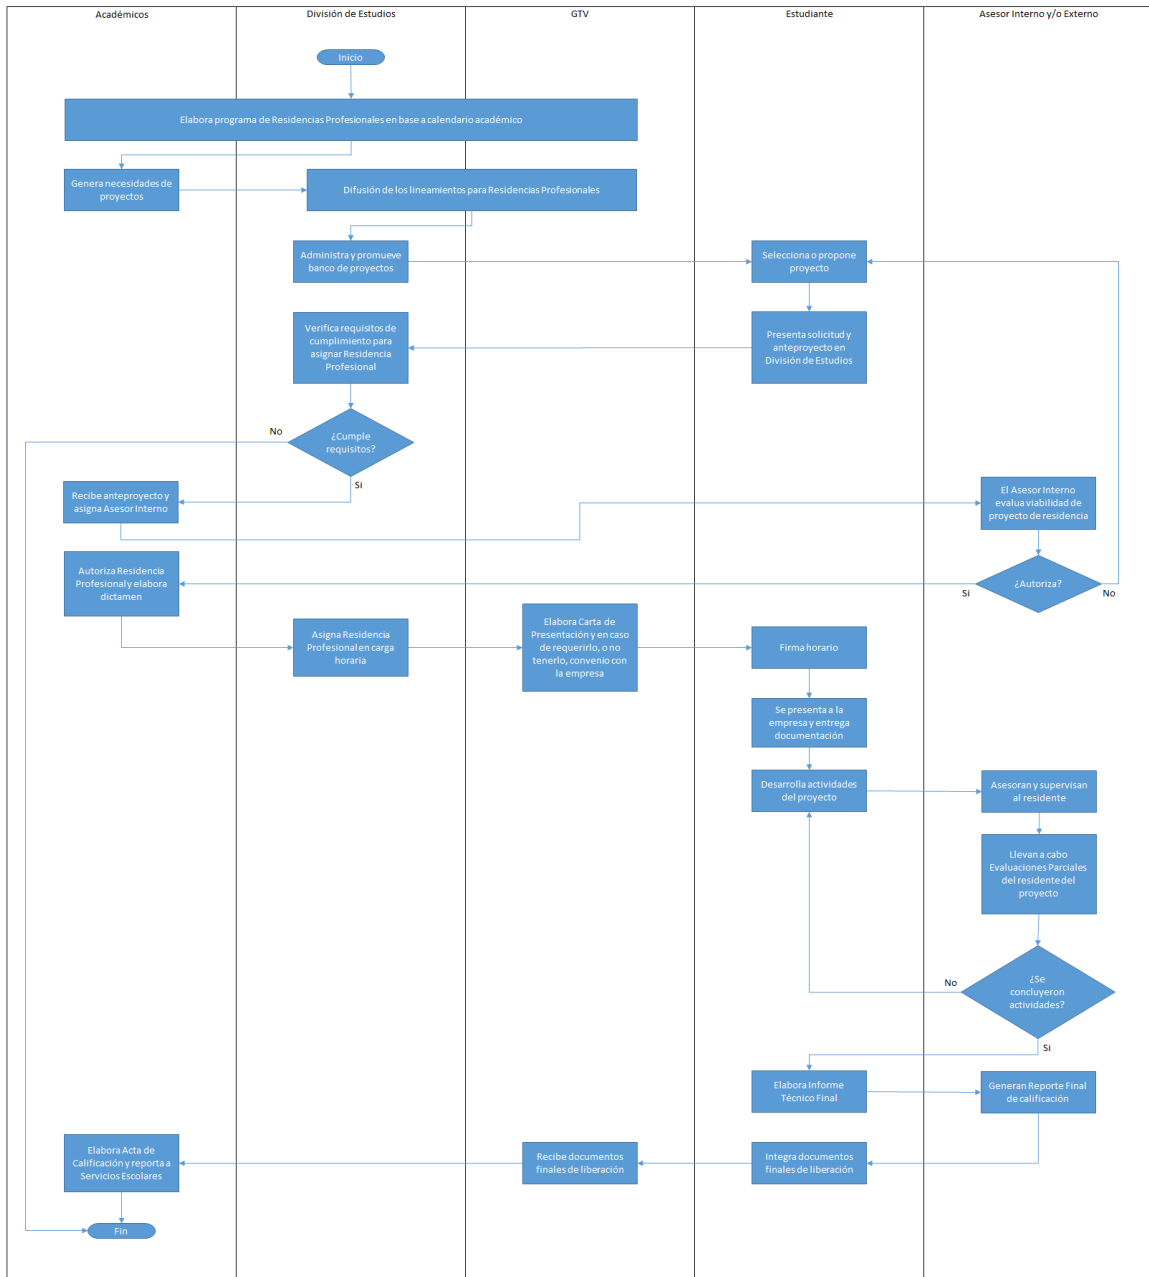 Académicos
División de Estudios
GTV
Estudiante
Asesor Interno y/o Externo
Inicio
Elabora programa de Residencias Profesionales en base a calendario académico
Genera necesidades de
proyectos
Difusión de los lineamientos para Residencias Profesionales
Administra y promueve
banco de proyectos
Selecciona o propone
proyecto
Verifica requisitos de
cumplimiento para
asignar Residencia
Profesional
Presenta solicitud y
anteproyecto en
División de Estudios
¿Cumple
requisitos?
No
Si
Recibe anteproyecto y
asigna Asesor Interno
El Asesor Interno
evalua viabilidad de
proyecto de residencia
Autoriza Residencia
Profesional y elabora
dictamen
¿Autoriza?
Si
No
Asigna Residencia
Profesional en carga
horaria
Elabora Carta de
Presentación y en caso
de requerirlo, o no
tenerlo, convenio con
la empresa
Firma horario
Se presenta a la
empresa y entrega
documentación
Desarrolla actividades
del proyecto
Asesoran y supervisan
al residente
Llevan a cabo
Evaluaciones Parciales
del residente del
proyecto
¿Se
concluyeron
actividades?
No
Si
Elabora Informe
Técnico Final
Generan Reporte Final
de calificación
Elabora Acta de
Calificación y reporta a
Servicios Escolares
Recibe documentos
finales de liberación
Integra documentos
finales de liberación
Fin